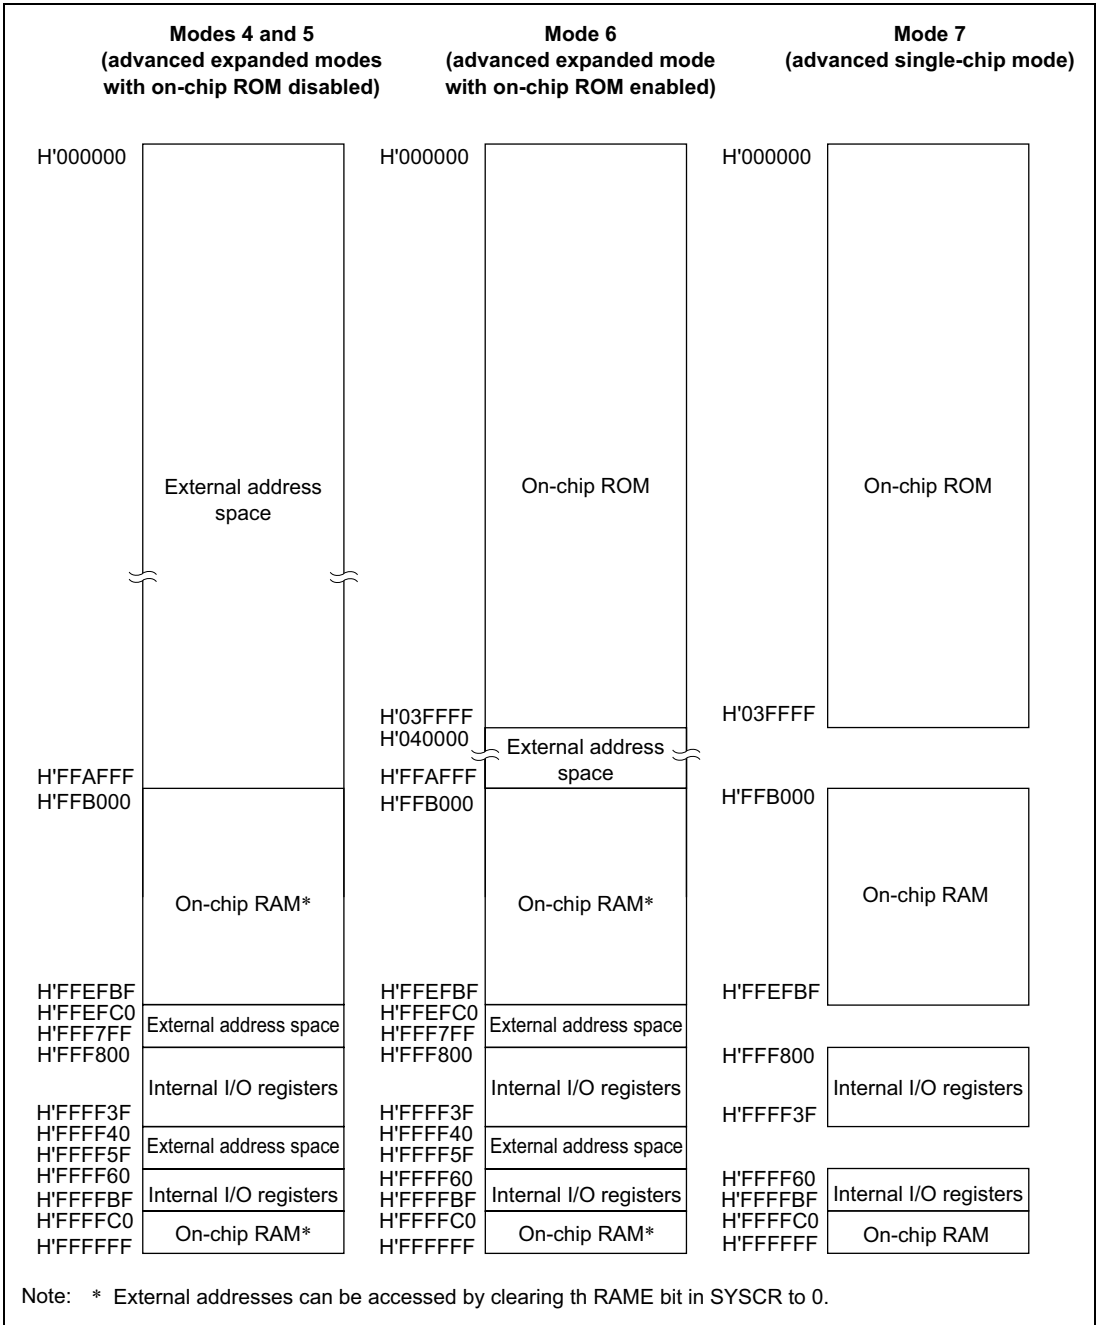 Modes 4 and 5
(advanced expanded modes
with on-chip ROM disabled)
H'000000
External address
space
H'FFAFFF
H'FFB000
On-chip RAM*
H'FFEFBF
H'FFEFC0
External address space
H'FFF7FF
H'FFF800
Internal I/O registers
H'FFFF3F
H'FFFF40
External address space
H'FFFF5F
H'FFFF60
Internal I/O registers
H'FFFFBF
H'FFFFC0
On-chip RAM*
H'FFFFFF
Mode 6
(advanced expanded mode
with on-chip ROM enabled)
H'000000
On-chip ROM
H'03FFFF
H'040000
External address
space
H'FFAFFF
H'FFB000
On-chip RAM*
H'FFEFBF
H'FFEFC0
External address space
H'FFF7FF
H'FFF800
Internal I/O registers
H'FFFF3F
H'FFFF40
External address space
H'FFFF5F
H'FFFF60
Internal I/O registers
H'FFFFBF
H'FFFFC0
On-chip RAM*
H'FFFFFF
Mode 7
(advanced single-chip mode)
H'000000
On-chip ROM
H'03FFFF
H'FFB000
On-chip RAM
H'FFEFBF
H'FFF800
Internal I/O registers
H'FFFF3F
H'FFFF60
Internal I/O registers
H'FFFFBF
H'FFFFC0
On-chip RAM
H'FFFFFF
Note: * External addresses can be accessed by clearing th RAME bit in SYSCR to 0.